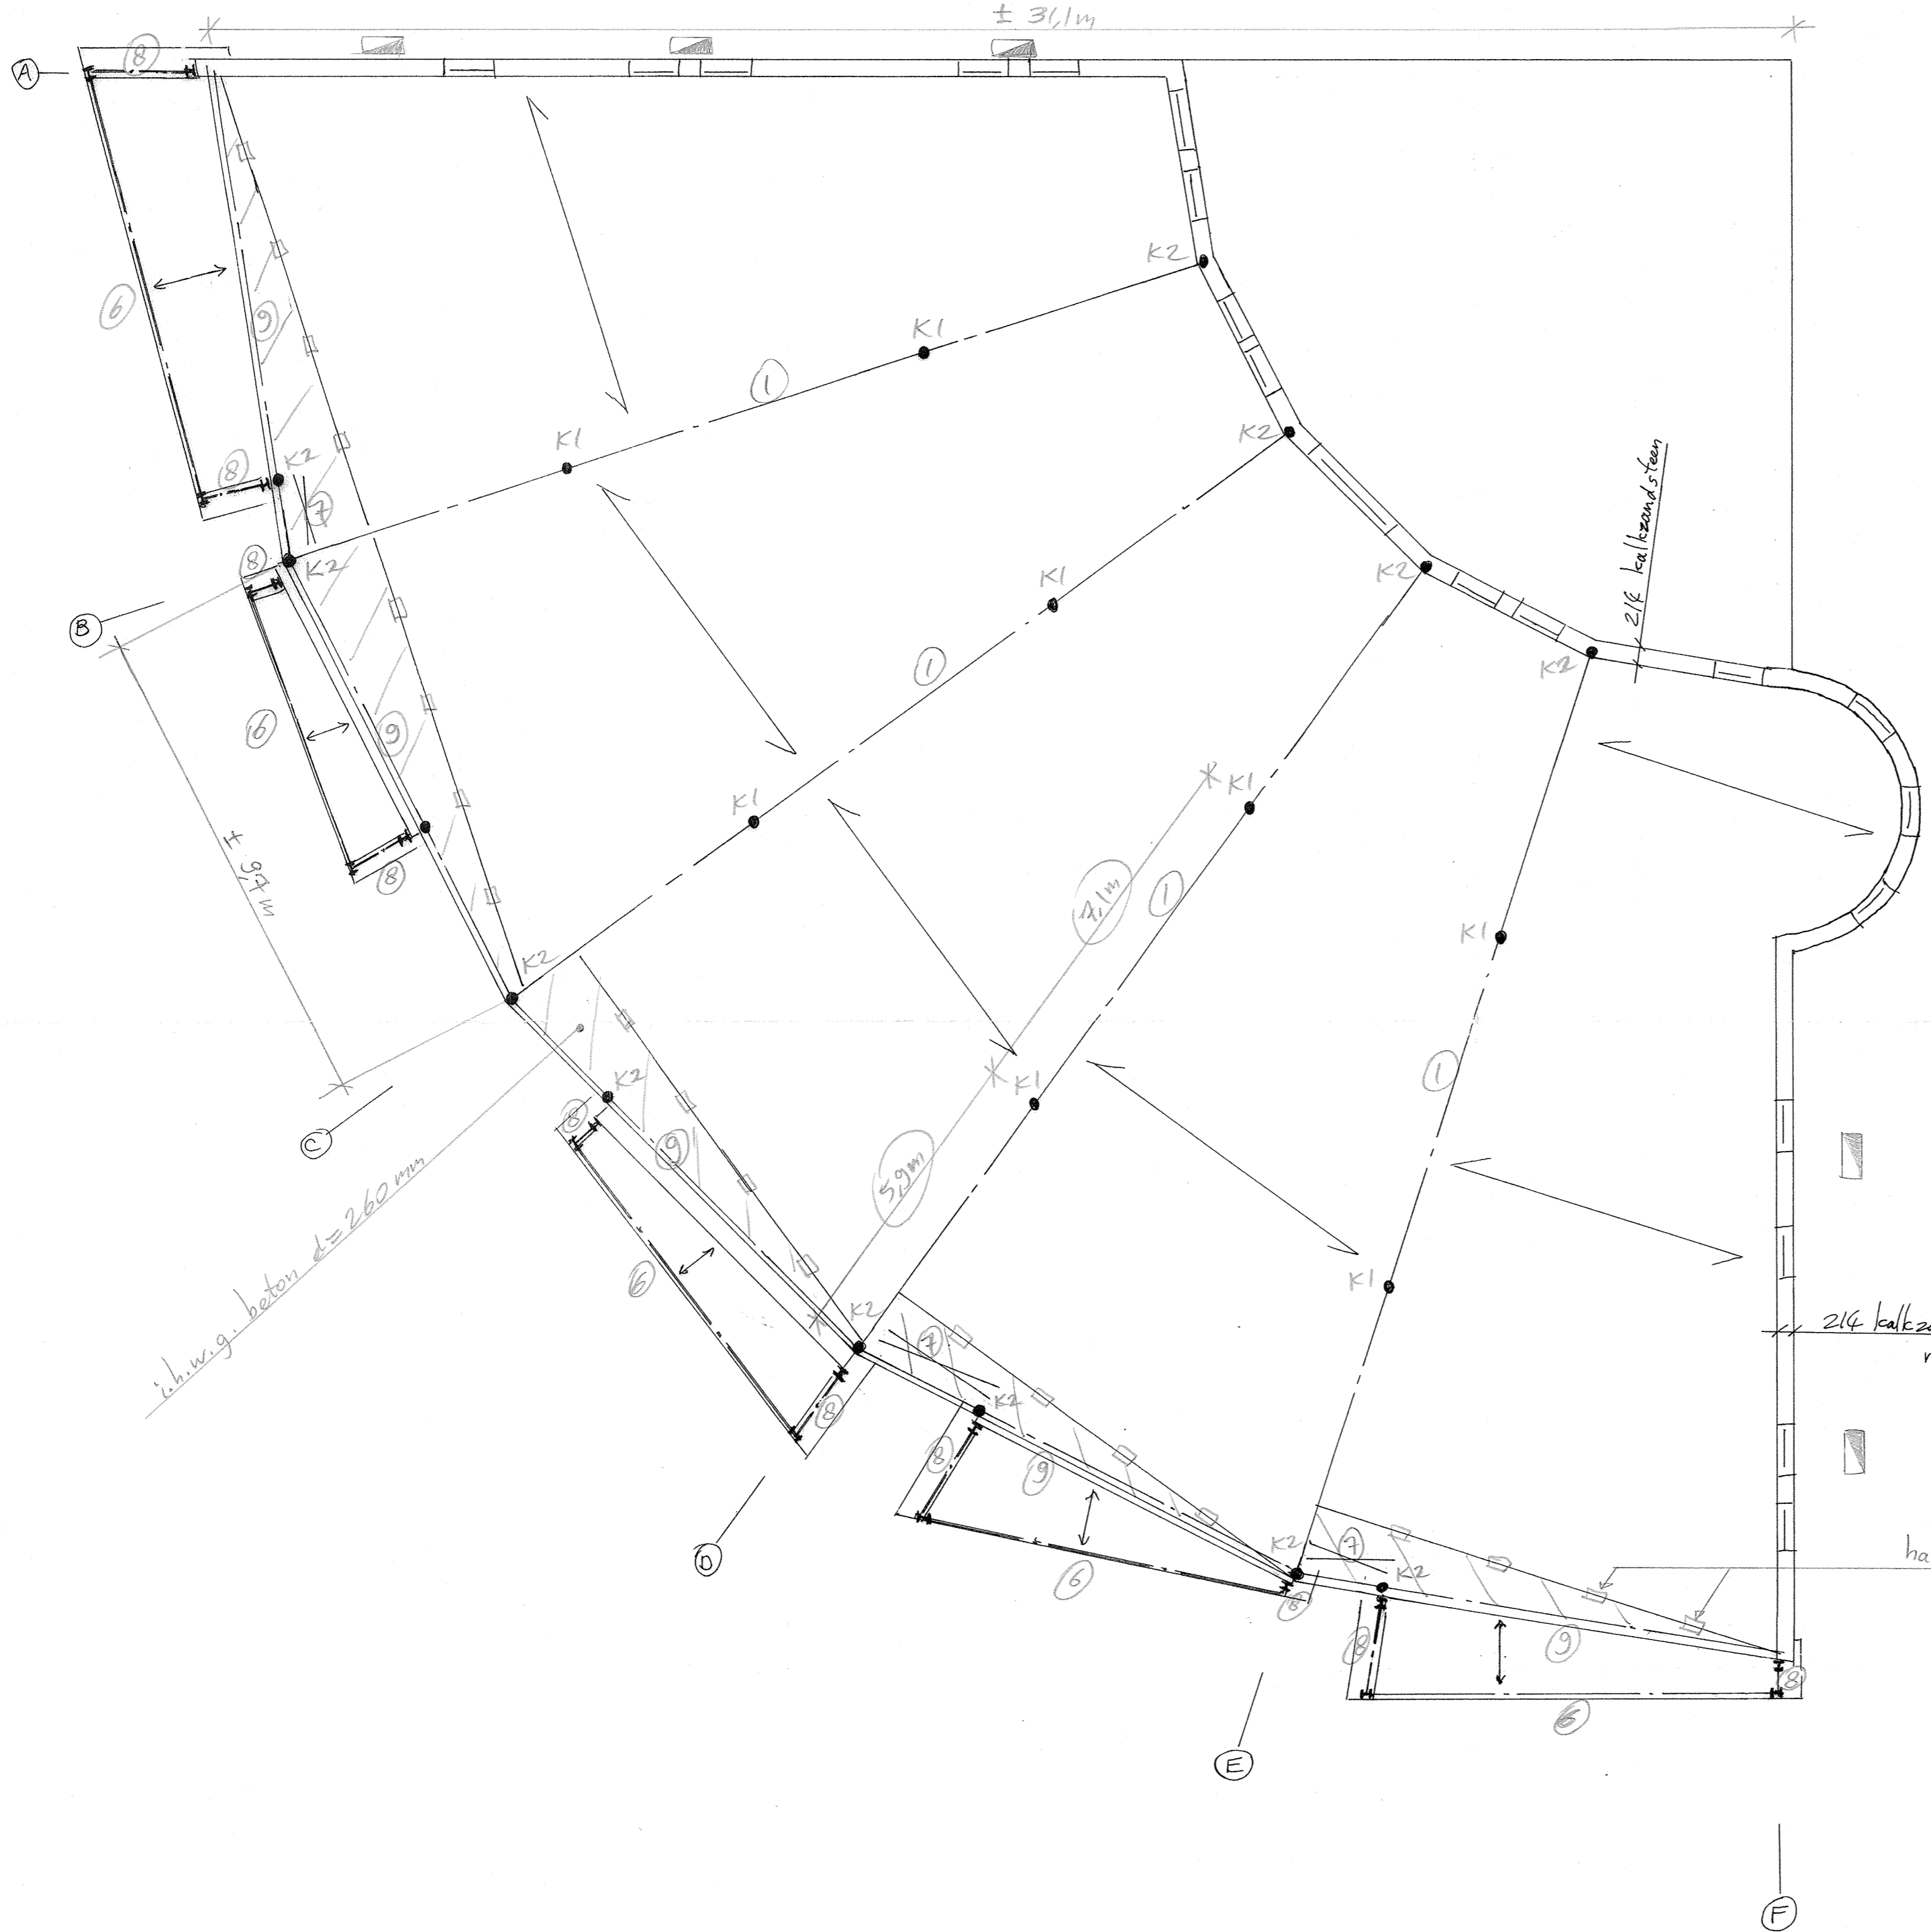 ± 31,1m
A
8
K2
K1
1
K1
6
9
K2
8
7
K2
214 kalkzandsteen
8
K2
K2
K2
B
K1
1
K1
K1
6
9
± 9,7 m
7,1m
1
K1
1
8
K2
K2
K1
8
9
C
i.h.w.g. beton d=260 mm
6
5,9m
K1
K2
7
214 kalkz
8
K2
8
9
D
6
K2
7
K2
ha
8
8
9
8
6
E
F